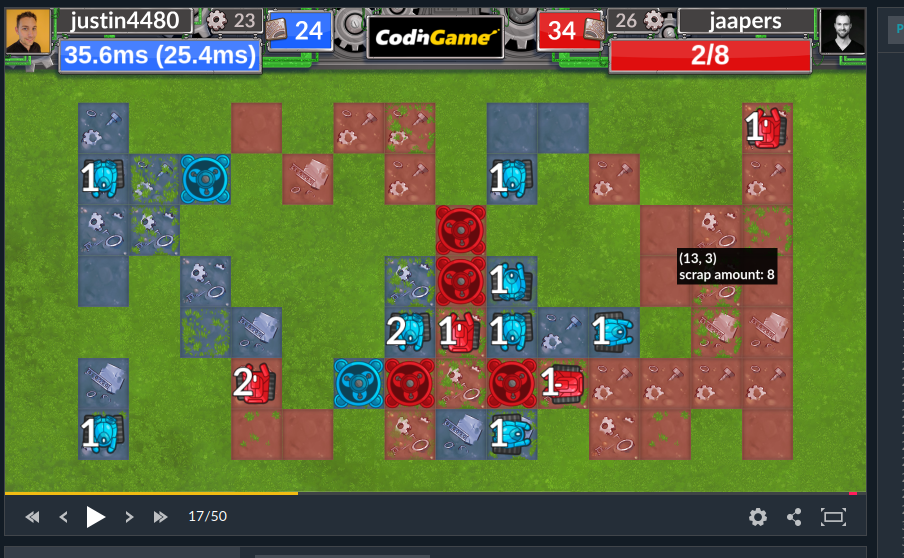 justin4480 23 24 CodinGame 34 26 jaapers
35.6ms (25.4ms) 2/8
1
1 1
(13, 3)
scrap amount: 8
1
2 1 1 1
2 1
1 1
17/50
P